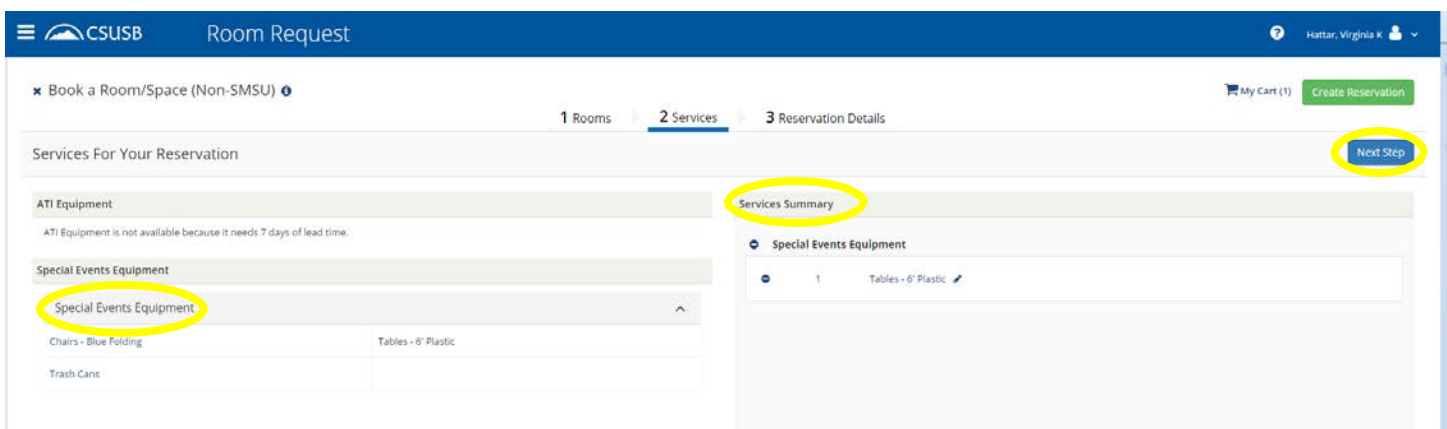 CSUSB Room Request Hattar, Virginia K
Book a Room/Space (Non-SMSU) My Cart (1) Create Reservation
1 Rooms 2 Services 3 Reservation Details
Services For Your Reservation Next Step
ATI Equipment
ATI Equipment is not available because it needs 7 days of lead time.
Special Events Equipment
Special Events Equipment
Chairs - Blue Folding Tables - 6' Plastic
Trash Cans
Services Summary
Special Events Equipment
1 Tables - 6' Plastic